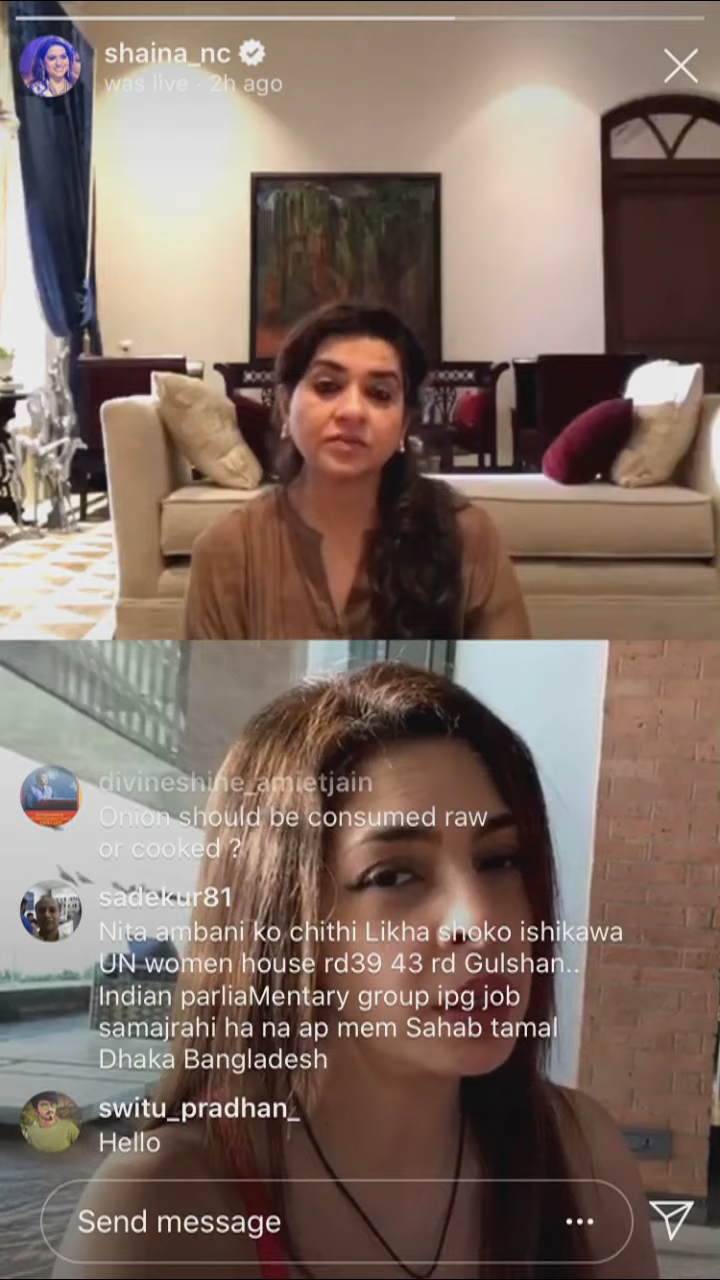 shaina_nc
was live · 2h ago
divineshine_amietjain
Onion should be consumed raw
or cooked ?
sadekur81
Nita ambani ko chithi Likha shoko ishikawa
UN women house rd39 43 rd Gulshan..
Indian parliaMentary group ipg job
samajrahi ha na ap mem Sahab tamal
Dhaka Bangladesh
switu_pradhan_
Hello
Send message